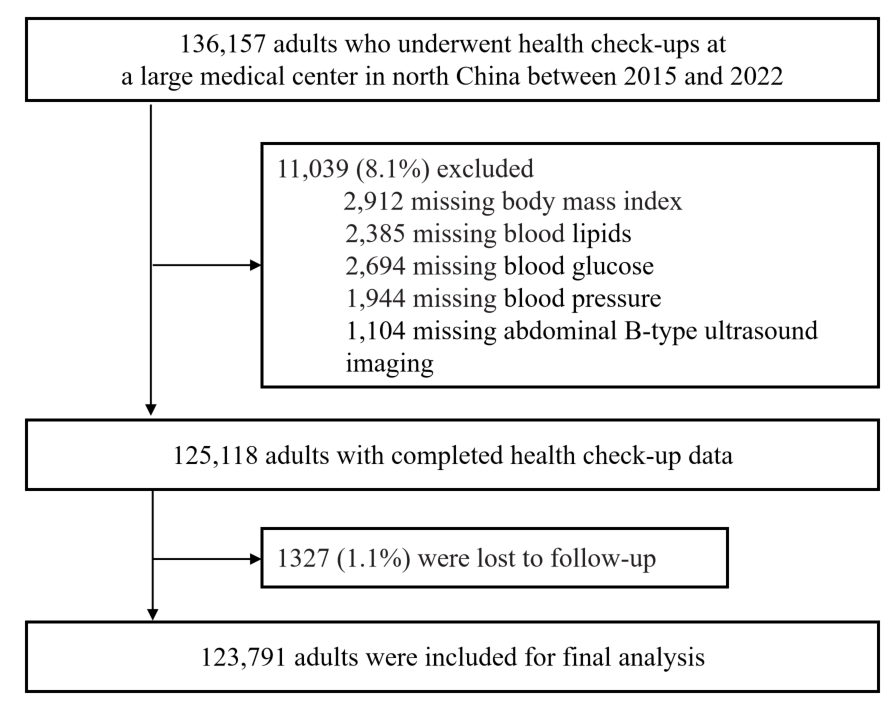 136,157 adults who underwent health check-ups at
a large medical center in north China between 2015 and 2022
11,039 (8.1%) excluded
2,912 missing body mass index
2,385 missing blood lipids
2,694 missing blood glucose
1,944 missing blood pressure
1,104 missing abdominal B-type ultrasound
imaging
125,118 adults with completed health check-up data
1327 (1.1%) were lost to follow-up
123,791 adults were included for final analysis